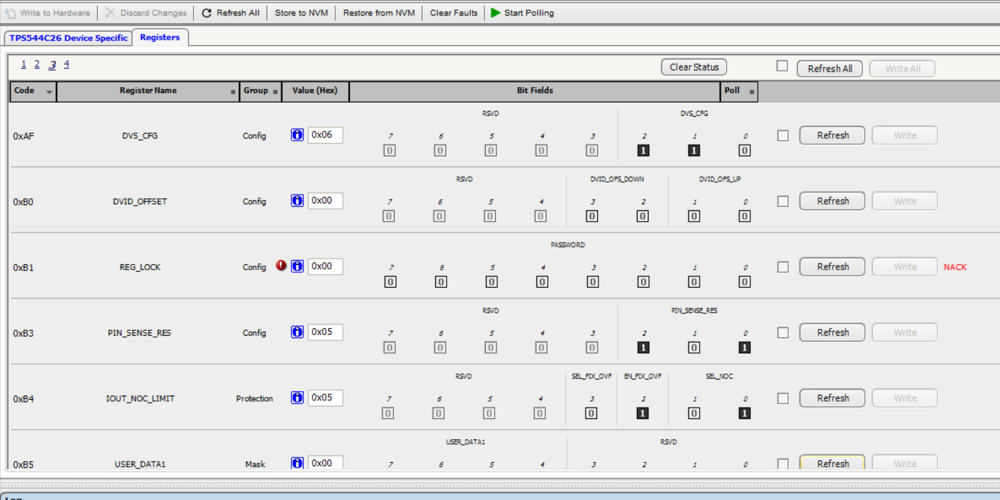 Write to Hardware Discard Changes Refresh All Store to NVM Restore from NVM Clear Faults Start Polling
TPS544C26 Device Specific Registers
1 2 3 4 Clear Status Refresh All Write All
Code Register Name Group Value (Hex) Bit Fields Poll
RSVD DVS_CFG
0xAF DVS_CFG Config 0x06 7 6 5 4 3 2 1 0 Refresh Write
0 0 0 0 0 1 1 0
RSVD DVID_OFS_DOWN DVID_OFS_UP
0xB0 DVID_OFFSET Config 0x00 7 6 5 4 3 2 1 0 Refresh Write
0 0 0 0 0 0 0 0
PASSWORD
0xB1 REG_LOCK Config 0x00 7 6 5 4 3 2 1 0 Refresh Write NACK
0 0 0 0 0 0 0 0
RSVD PIN_SENSE_RES
0xB3 PIN_SENSE_RES Config 0x05 7 6 5 4 3 2 1 0 Refresh Write
0 0 0 0 0 1 0 1
RSVD SEL_FIX_OVF EN_FIX_OVF SEL_NOC
0xB4 IOUT_NOC_LIMIT Protection 0x05 7 6 5 4 3 2 1 0 Refresh Write
0 0 0 0 0 1 0 1
USER_DATA1 RSVD
0xB5 USER_DATA1 Mask 0x00 7 6 5 4 3 2 1 0 Refresh Write